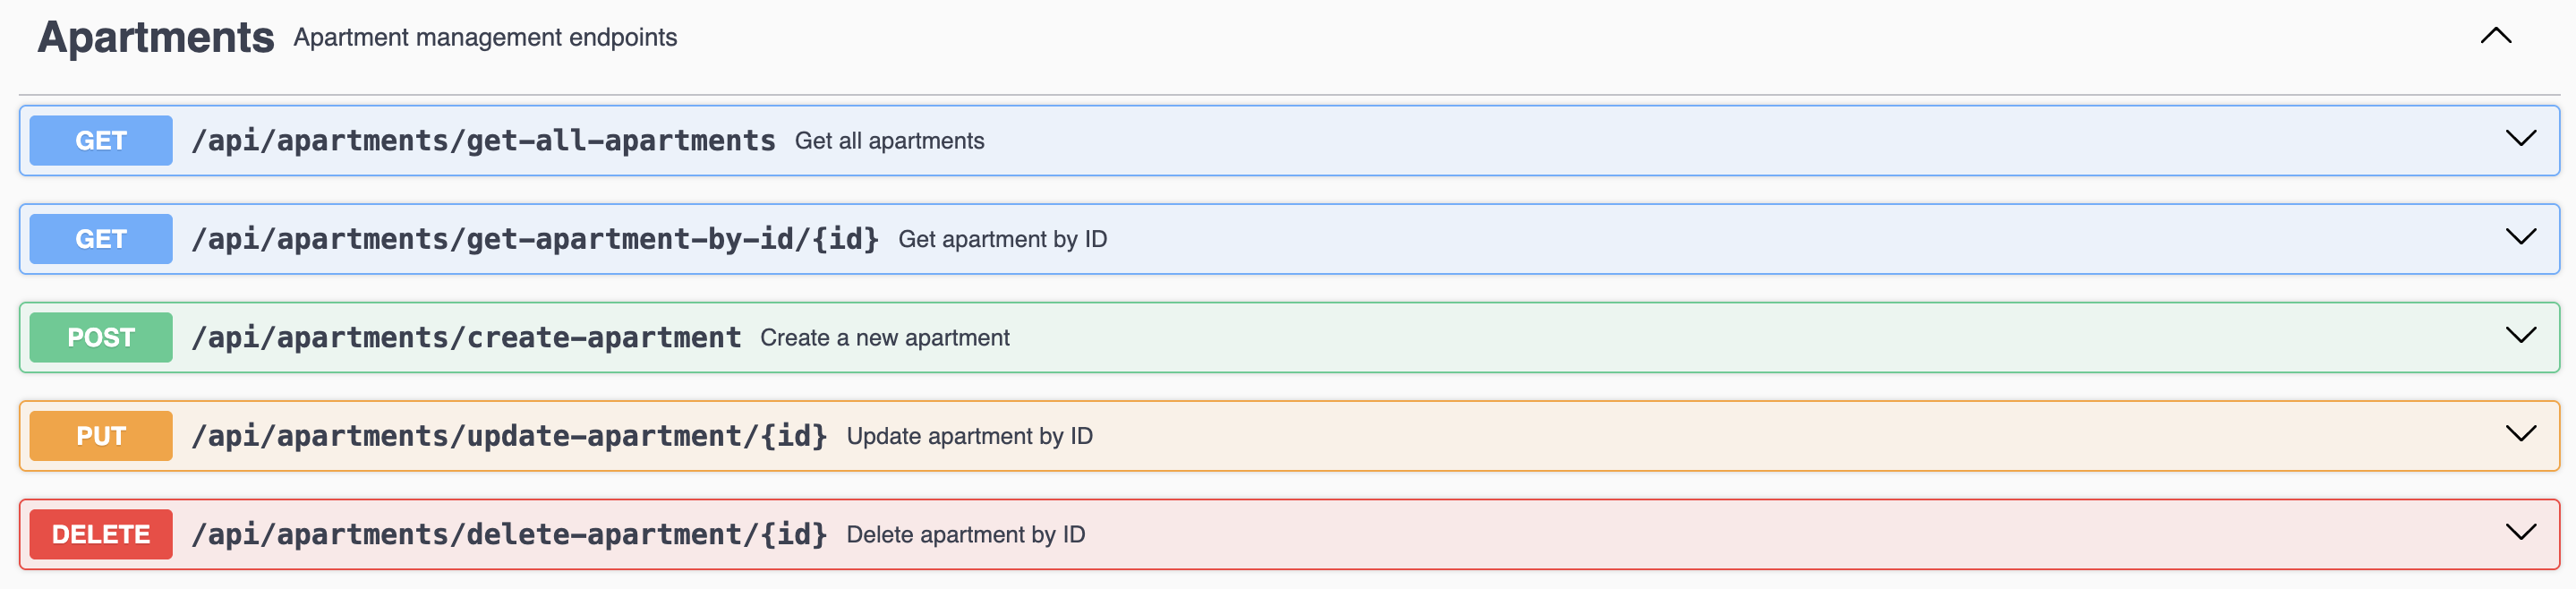 Apartments Apartment management endpoints
GET /api/apartments/get-all-apartments Get all apartments
GET /api/apartments/get-apartment-by-id/{id} Get apartment by ID
POST /api/apartments/create-apartment Create a new apartment
PUT /api/apartments/update-apartment/{id} Update apartment by ID
DELETE /api/apartments/delete-apartment/{id} Delete apartment by ID